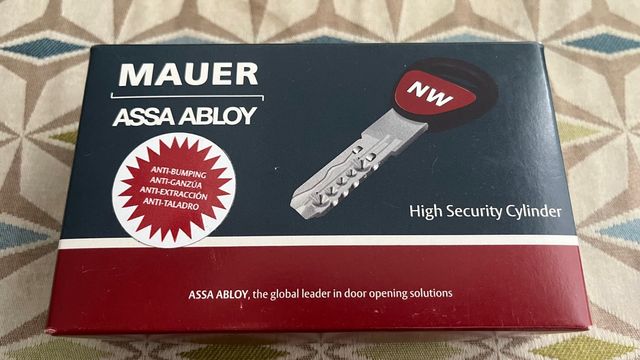 MAUER
ASSA ABLOY
NW
ANTI-BUMPING
ANTI-GANZÚA
ANTI-EXTRACCIÓN
ANTI-TALADRO
High Security Cylinder
ASSA ABLOY, the global leader in door opening solutions